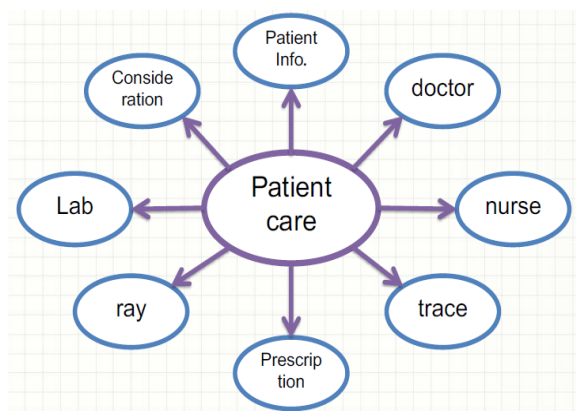 Patient
Info.
Conside
ration
doctor
Patient
care
Lab
nurse
ray
trace
Prescrip
tion